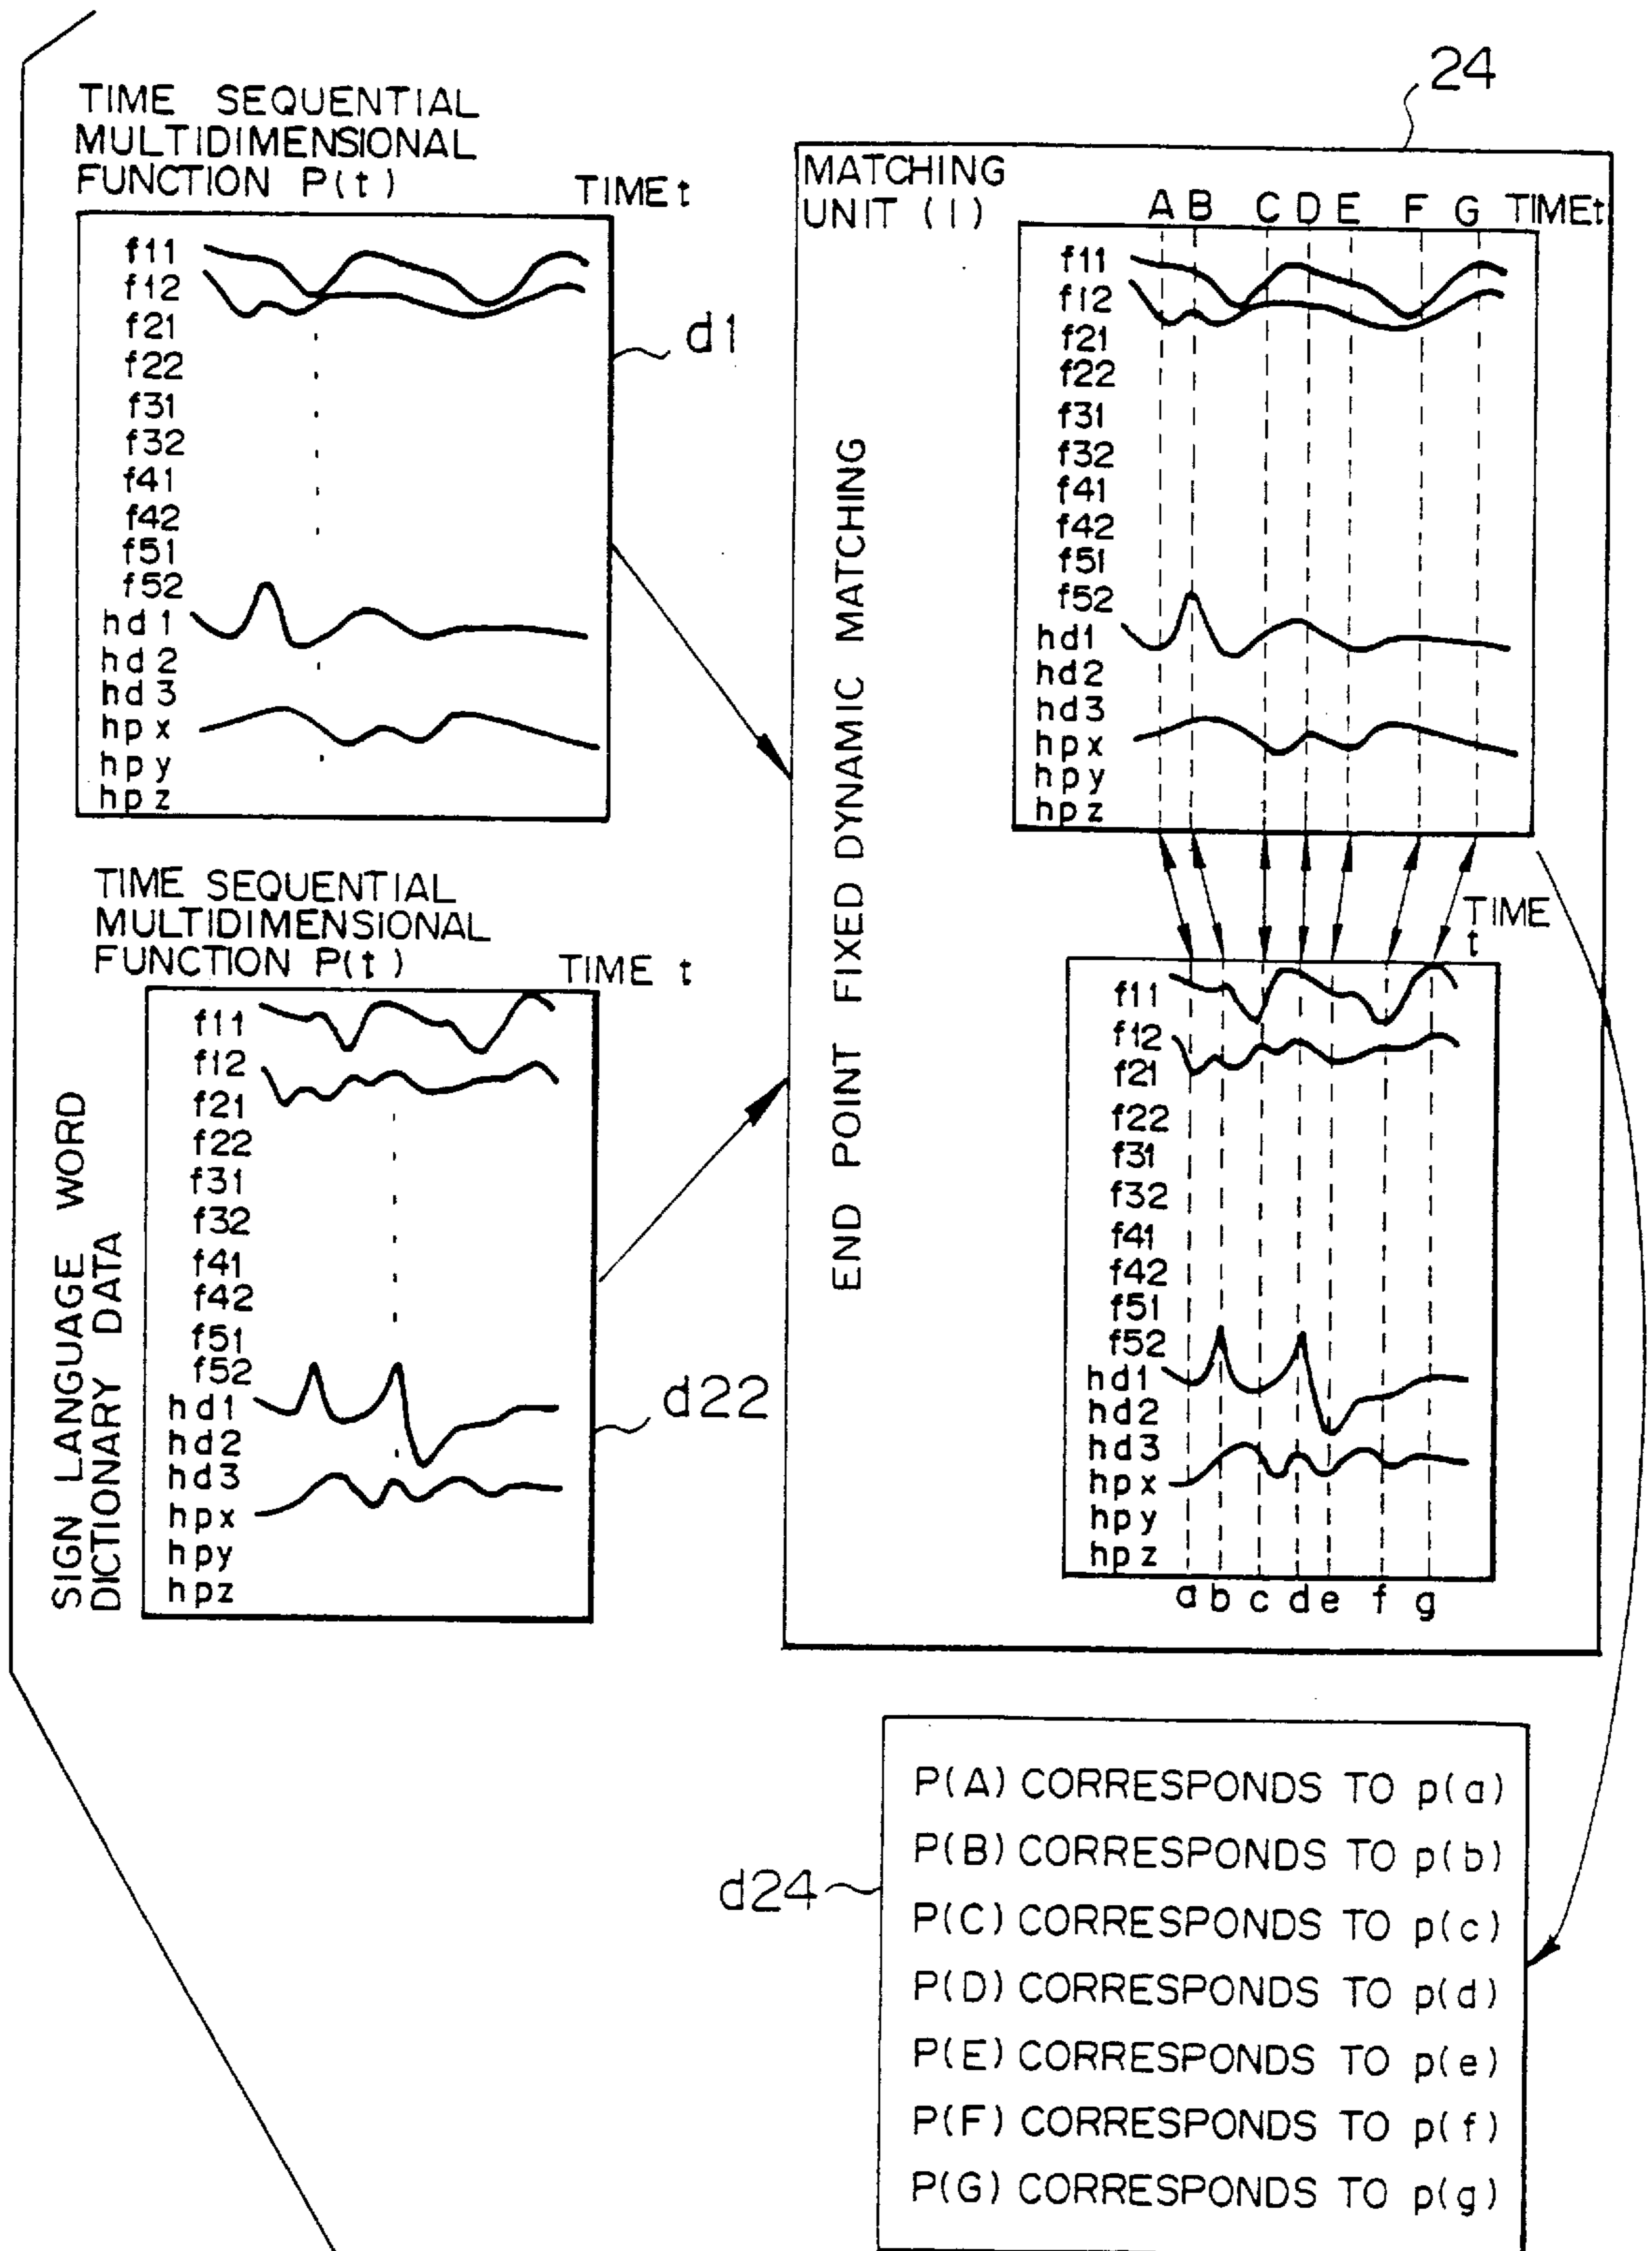 24
TIME SEQUENTIAL
MULTIDIMENSIONAL
FUNCTION P(t)
TIME t
f11
f12
f21
f22
f31
f32
f41
f42
f51
f52
hd1
hd2
hd3
hpx
hpy
hpz
d1
TIME SEQUENTIAL
MULTIDIMENSIONAL
FUNCTION P(t)
TIME t
SIGN LANGUAGE WORD
DICTIONARY DATA
f11
f12
f21
f22
f31
f32
f41
f42
f51
f52
hd1
hd2
hd3
hpx
hpy
hpz
d22
MATCHING
UNIT (1)
END POINT FIXED DYNAMIC MATCHING
A B C D E F G TIMEt
f11
f12
f21
f22
f31
f32
f41
f42
f51
f52
hd1
hd2
hd3
hpx
hpy
hpz
TIME
t
f11
f12
f21
f22
f31
f32
f41
f42
f51
f52
hd1
hd2
hd3
hpx
hpy
hpz
a b c d e f g
d24
P(A) CORRESPONDS TO p(a)
P(B) CORRESPONDS TO p(b)
P(C) CORRESPONDS TO p(c)
P(D) CORRESPONDS TO p(d)
P(E) CORRESPONDS TO p(e)
P(F) CORRESPONDS TO p(f)
P(G) CORRESPONDS TO p(g)